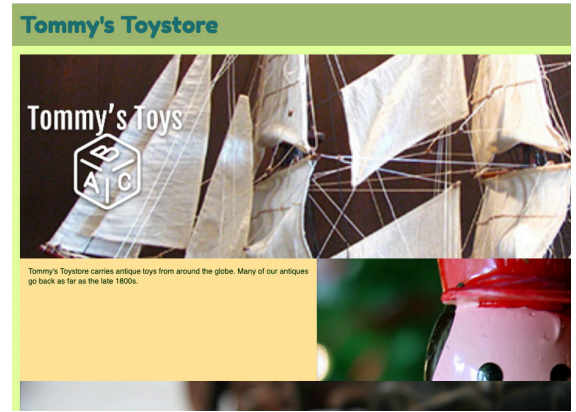 Tommy's Toystore
Tommy's Toys
B
A C
Tommy's Toystore carries antique toys from around the globe. Many of our antiques
go back as far as the late 1800s.